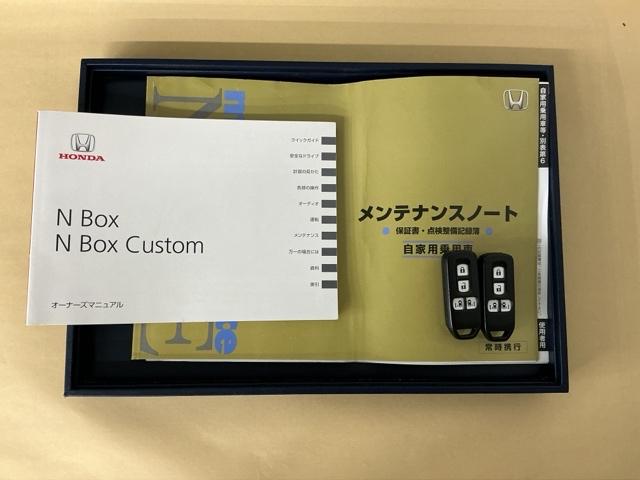 HONDA
N Box
N Box Custom
オーナーズマニュアル
クイックガイド
安全なドライブ
計器の見かた
各部の操作
オーディオ
運転
メンテナンス
万一の場合には
資料
索引
メンテナンスノート
保証書・点検整備記録簿
自家用乗用車
常時携行
自家用乗用車等・別表第6
使用者用